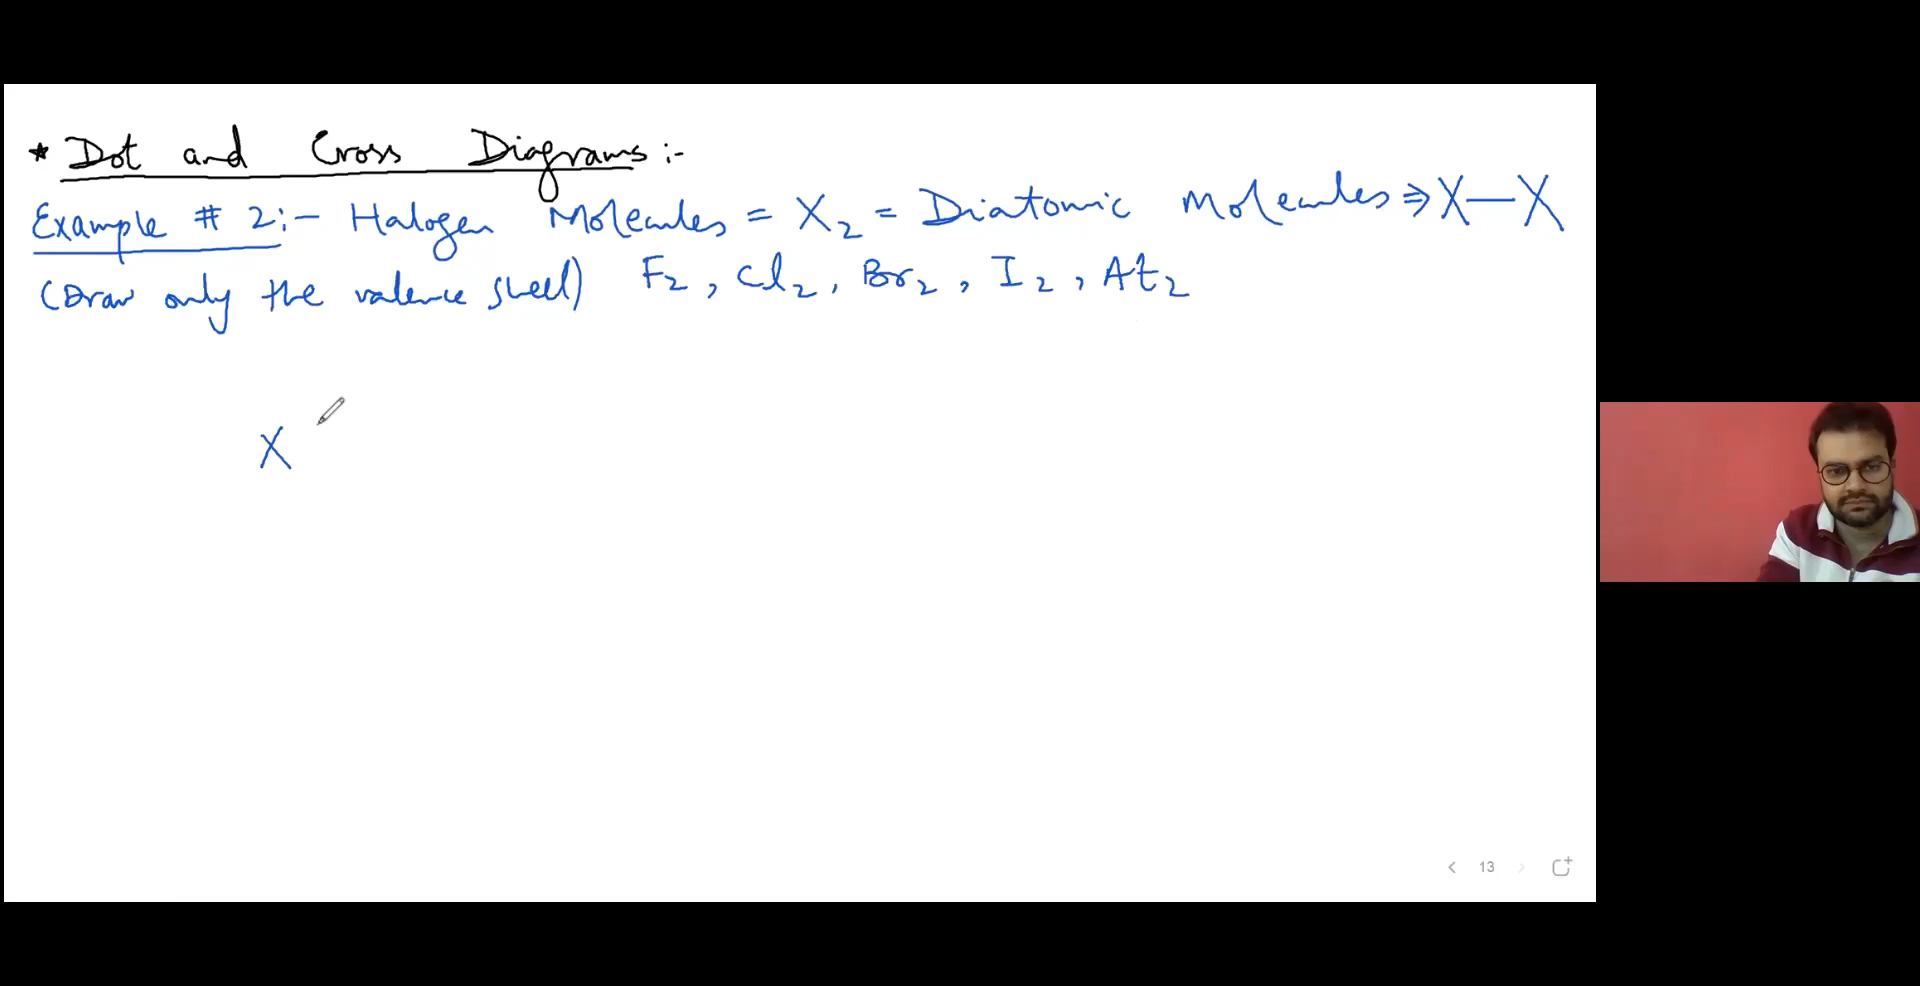 * Dot and Cross Diagrams :-
Example # 2:- Halogen Molecules = X₂ = Diatomic Molecules ⇒ X—X
(Draw only the valence shell) F₂, Cl₂, Br₂, I₂, At₂
X
< 13 >